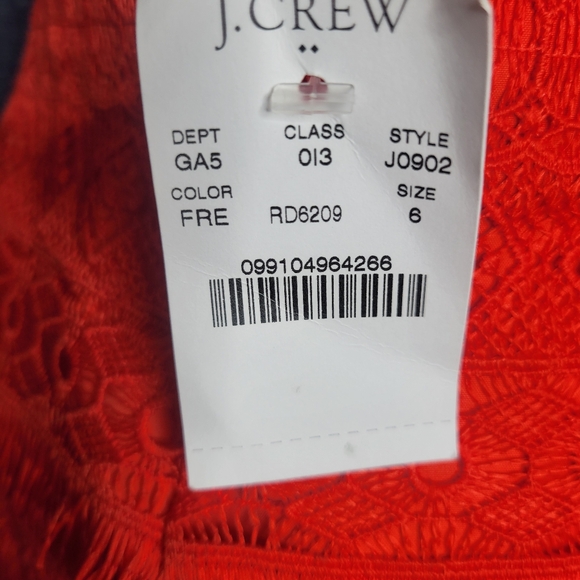 J.CREW
DEPT CLASS STYLE
GA5 013 J0902
COLOR SIZE
FRE RD6209 6
099104964266